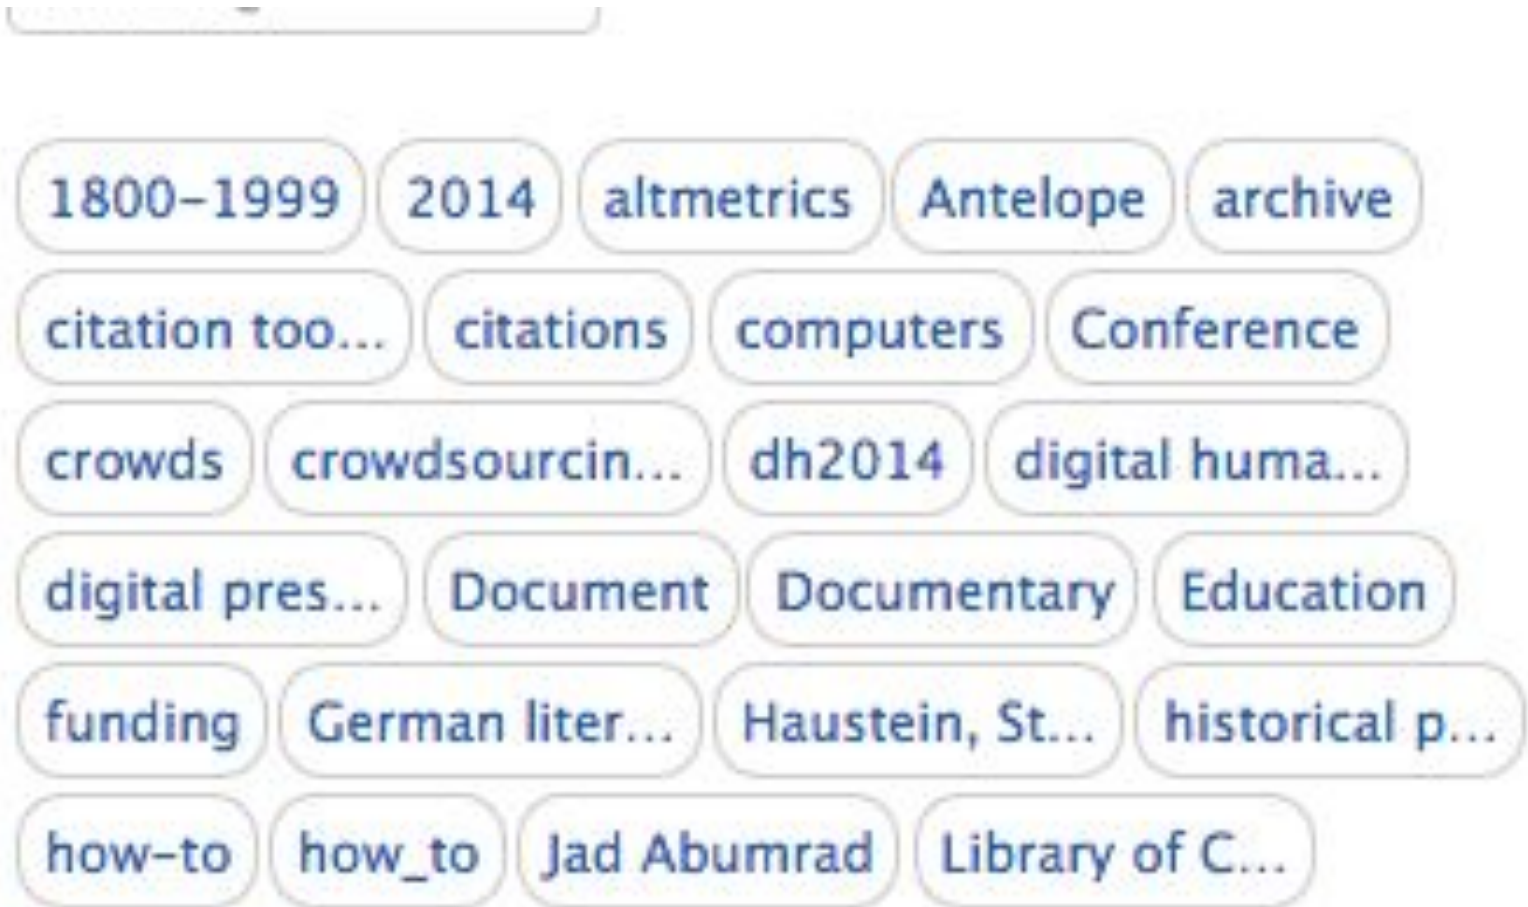 1800-1999 2014 altmetrics Antelope archive
citation too... citations computers Conference
crowds crowdsourcin... dh2014 digital huma...
digital pres... Document Documentary Education
funding German liter... Haustein, St... historical p...
how-to how_to Jad Abumrad Library of C...